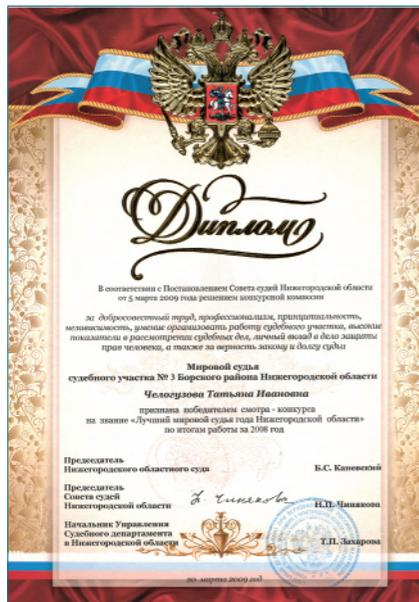 Диплом
В соответствии с Постановлением Совета судей Нижегородской области
от 5 марта 2009 года решением конкурсной комиссии
за добросовестный труд, профессионализм, принципиальность,
независимость, умение организовать работу судебного участка, высокие
показатели в рассмотрении судебных дел, личный вклад в дело защиты
прав человека, а также за верность закону и долгу судьи
Мировой судья
судебного участка № 3 Борского района Нижегородской области
Челогузова Татьяна Ивановна
признана победителем смотра - конкурса
на звание «Лучший мировой судья года Нижегородской области»
по итогам работы за 2008 год
Председатель
Нижегородского областного суда Б.С. Каневский
Председатель
Совета судей
Нижегородской области Н. Чинякова Н.П. Чинякова
Начальник Управления
Судебного департамента
в Нижегородской области Т.П. Захарова
20 марта 2009 год